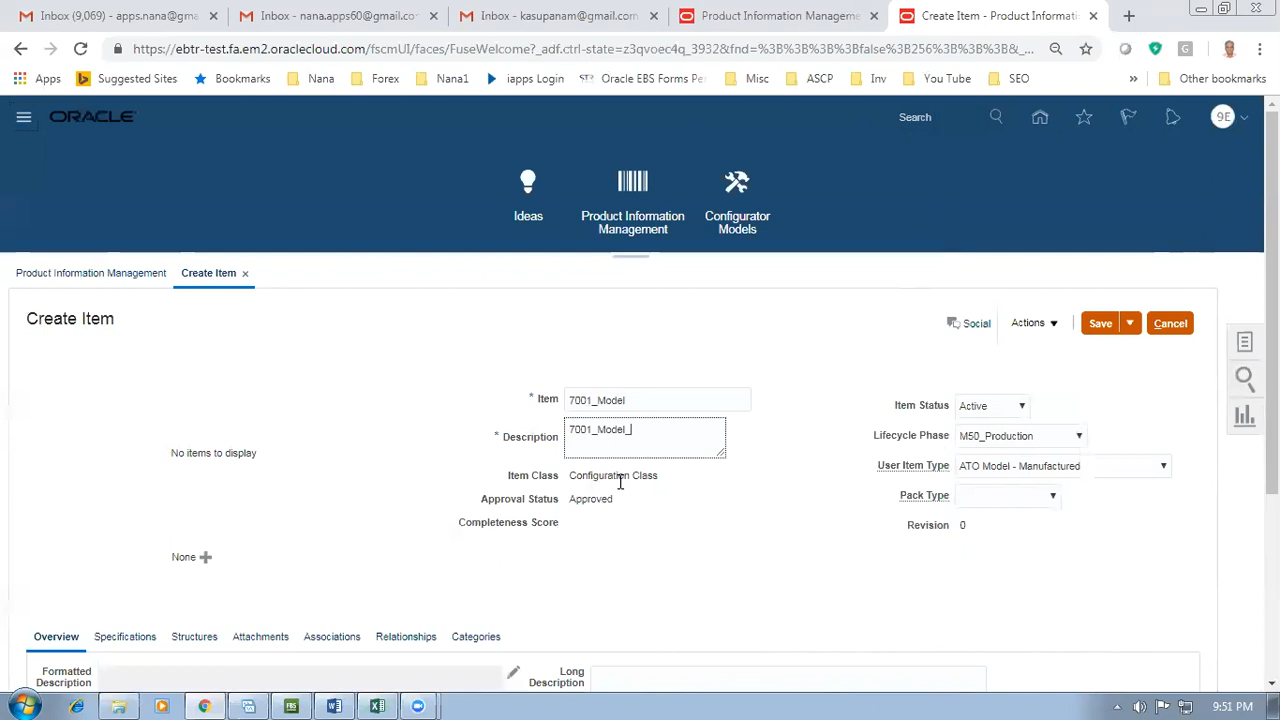 Inbox (9,069) - apps.nana@gma
Inbox - nana.apps60@gmail.co
Inbox - kasupanam@gmail.com
Product Information Manageme
Create Item - Product Informati
https://ebtr-test.fa.em2.oraclecloud.com/fscmUI/faces/FuseWelcome?_adf.ctrl-state=z3qvoec4q_3932&fnd=%3B%3B%3B%3Bfalse%3B256%3B%3B%3B&_...
Apps
Suggested Sites
Bookmarks
Nana
Forex
Nana1
iapps Login
Oracle EBS Forms Pe
Misc
ASCP
Inv
You Tube
SEO
»
Other bookmarks
ORACLE
Search
9E
Ideas
Product Information
Management
Configurator
Models
Product Information Management
Create Item x
Create Item
Social
Actions
Save
Cancel
* Item 7001_Model
* Description 7001_Model_
Item Class Configuration Class
Approval Status Approved
Completeness Score
Item Status Active
Lifecycle Phase M50_Production
User Item Type ATO Model - Manufactured
Pack Type
Revision 0
No items to display
None
Overview
Specifications
Structures
Attachments
Associations
Relationships
Categories
Formatted
Description
Long
Description
9:51 PM